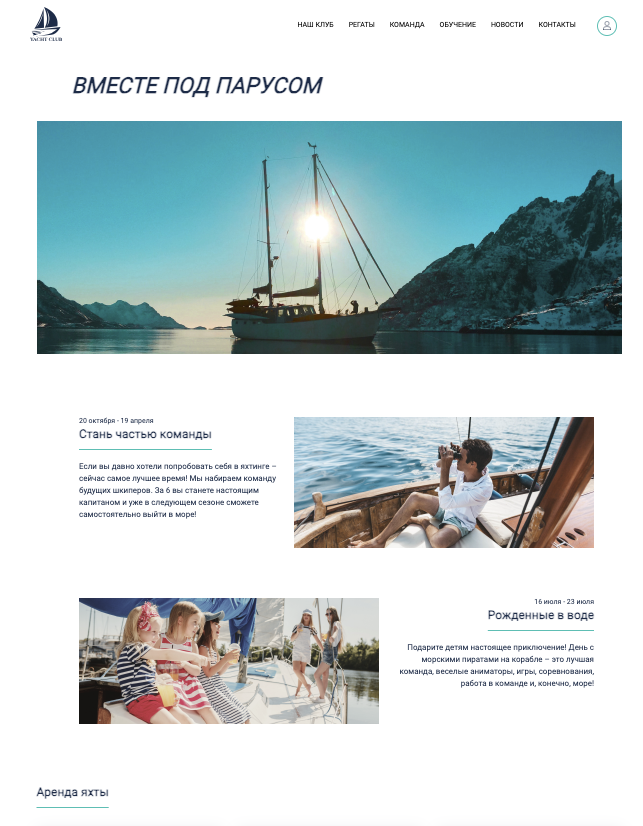 YACHT CLUB
НАШ КЛУБ РЕГАТЫ КОМАНДА ОБУЧЕНИЕ НОВОСТИ КОНТАКТЫ
ВМЕСТЕ ПОД ПАРУСОМ
20 октября - 19 апреля
Стань частью команды
Если вы давно хотели попробовать себя в яхтинге –
сейчас самое лучшее время! Мы набираем команду
будущих шкиперов. За 6 вы станете настоящим
капитаном и уже в следующем сезоне сможете
самостоятельно выйти в море!
16 июля - 23 июля
Рожденные в воде
Подарите детям настоящее приключение! День с
морскими пиратами на корабле – это лучшая
команда, веселые аниматоры, игры, соревнования,
работа в команде и, конечно, море!
Аренда яхты